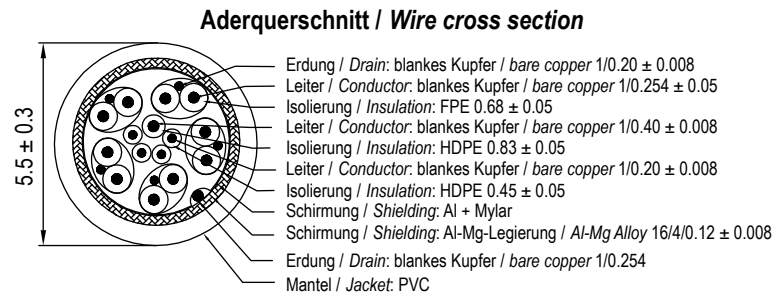 Aderquerschnitt / Wire cross section
5.5 ± 0.3
Erdung / Drain: blankes Kupfer / bare copper 1/0.20 ± 0.008
Leiter / Conductor: blankes Kupfer / bare copper 1/0.254 ± 0.05
Isolierung / Insulation: FPE 0.68 ± 0.05
Leiter / Conductor: blankes Kupfer / bare copper 1/0.40 ± 0.008
Isolierung / Insulation: HDPE 0.83 ± 0.05
Leiter / Conductor: blankes Kupfer / bare copper 1/0.20 ± 0.008
Isolierung / Insulation: HDPE 0.45 ± 0.05
Schirmung / Shielding: Al + Mylar
Schirmung / Shielding: Al-Mg-Legierung / Al-Mg Alloy 16/4/0.12 ± 0.008
Erdung / Drain: blankes Kupfer / bare copper 1/0.254
Mantel / Jacket: PVC